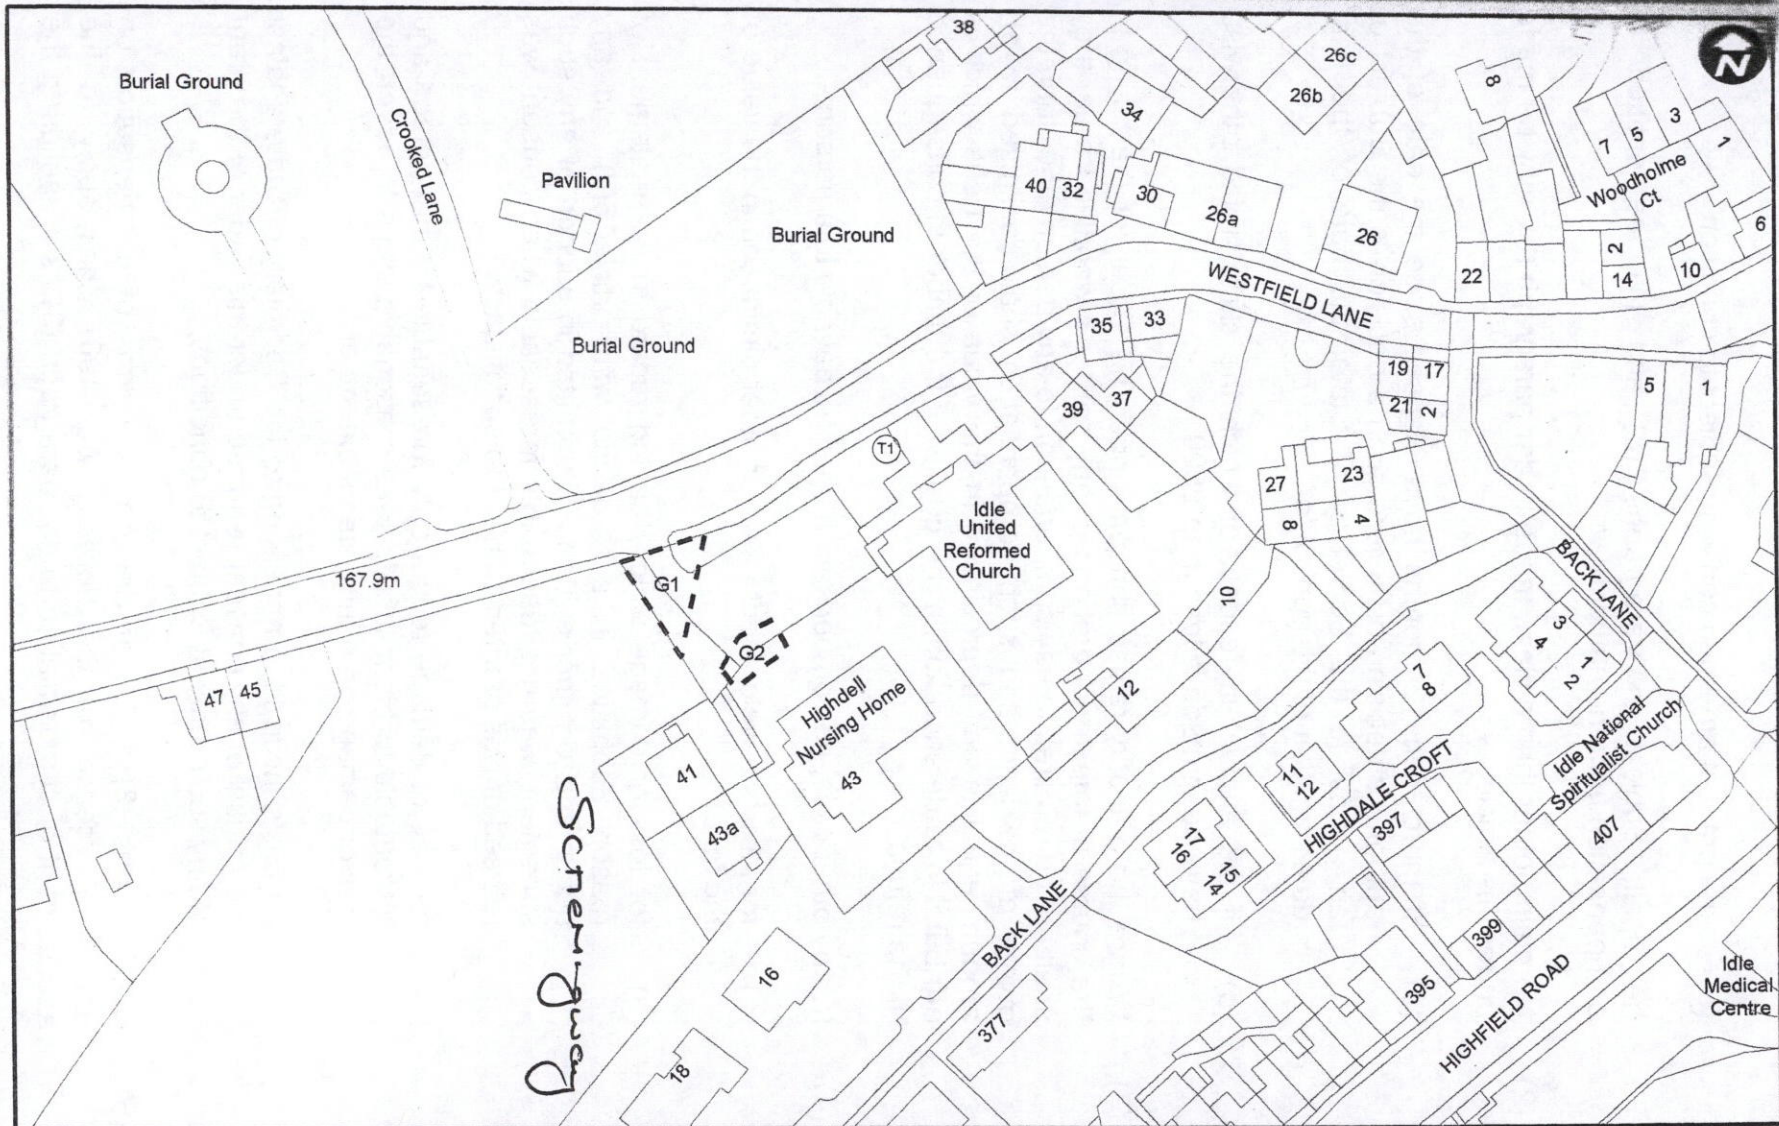 38
26c
N
Burial Ground
26b
8
34
3
5
7
1
Crooked Lane
Pavilion
40
32
30
26a
Woodholme
Ct
Burial Ground
26
2
6
22
14
10
WESTFIELD LANE
Burial Ground
35
33
19
17
21
2
5
1
39
37
T1
27
23
8
4
Idle
United
Reformed
Church
167.9m
G1
10
BACK LANE
G2
3
4
1
2
47
45
Highdell
Nursing Home
43
12
7
8
41
43a
11
12
HIGHDALE CROFT
Idle National
Spiritualist Church
397
407
17
16
15
14
BACK LANE
399
395
16
377
HIGHFIELD ROAD
Idle
Medical
Centre
18